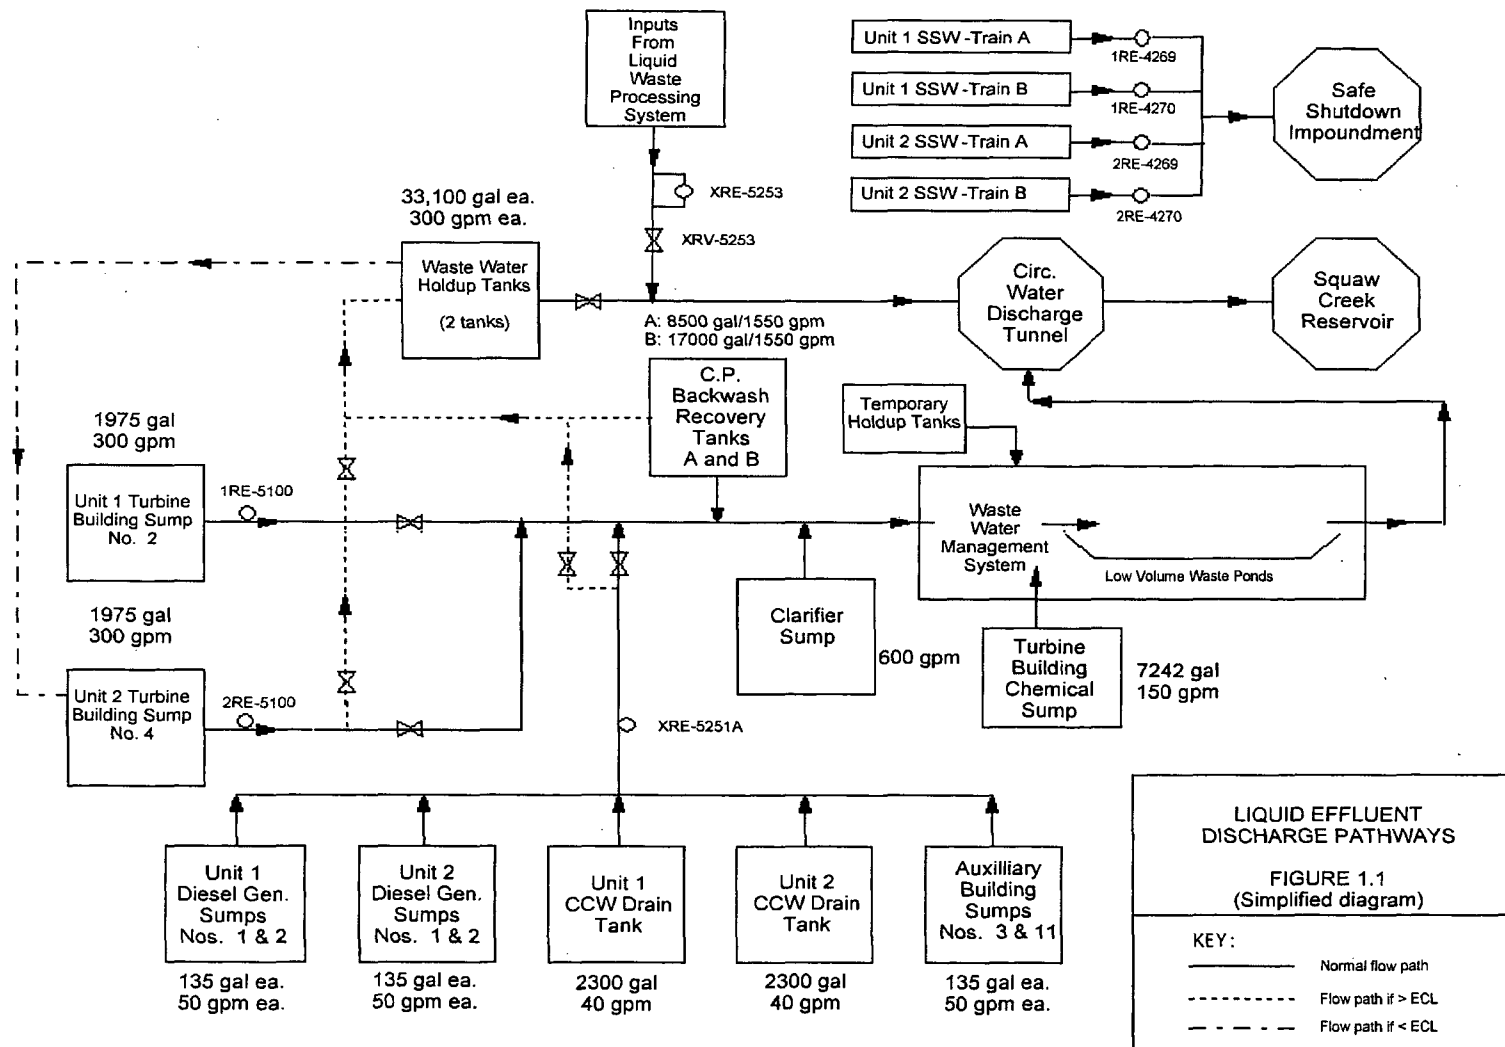 Inputs
From
Liquid
Waste
Processing
System
Unit 1 SSW -Train A
1RE-4269
Unit 1 SSW -Train B
1RE-4270
Unit 2 SSW -Train A
2RE-4269
Unit 2 SSW -Train B
2RE-4270
Safe
Shutdown
Impoundment
XRE-5253
XRV-5253
33,100 gal ea.
300 gpm ea.
Waste Water
Holdup Tanks
(2 tanks)
A: 8500 gal/1550 gpm
B: 17000 gal/1550 gpm
Circ.
Water
Discharge
Tunnel
Squaw
Creek
Reservoir
C.P.
Backwash
Recovery
Tanks
A and B
Temporary
Holdup Tanks
1975 gal
300 gpm
Unit 1 Turbine
Building Sump
No. 2
1RE-5100
Waste
Water
Management
System
Low Volume Waste Ponds
1975 gal
300 gpm
Unit 2 Turbine
Building Sump
No. 4
2RE-5100
Clarifier
Sump
600 gpm
Turbine
Building
Chemical
Sump
7242 gal
150 gpm
XRE-5251A
Unit 1
Diesel Gen.
Sumps
Nos. 1 & 2
135 gal ea.
50 gpm ea.
Unit 2
Diesel Gen.
Sumps
Nos. 1 & 2
135 gal ea.
50 gpm ea.
Unit 1
CCW Drain
Tank
2300 gal
40 gpm
Unit 2
CCW Drain
Tank
2300 gal
40 gpm
Auxilliary
Building
Sumps
Nos. 3 & 11
135 gal ea.
50 gpm ea.
LIQUID EFFLUENT
DISCHARGE PATHWAYS
FIGURE 1.1
(Simplified diagram)
KEY:
Normal flow path
Flow path if > ECL
Flow path if < ECL